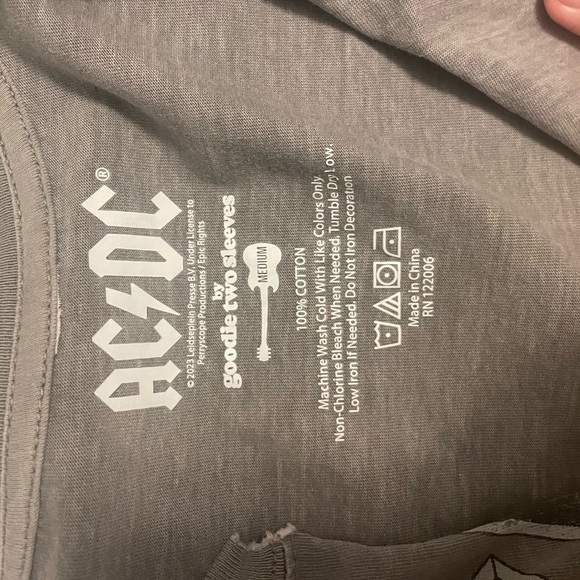 AC⚡DC®
© 2023 Leidseplein Presse B.V. Under License to
Perryscope Productions / Epic Rights
by
goodie two sleeves
MEDIUM
100% COTTON
Machine Wash Cold With Like Colors Only.
Non-Chlorine Bleach When Needed. Tumble Dry Low.
Low Iron If Needed. Do Not Iron Decoration
Made In China
RN 122006